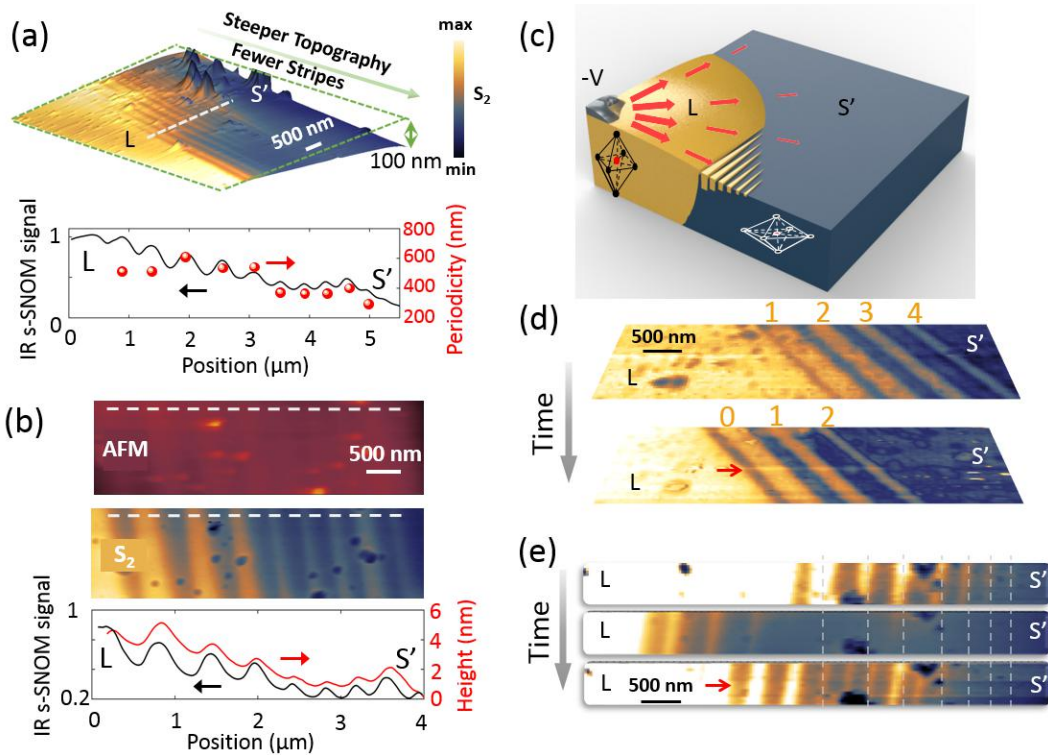 (a)
Steeper Topography
Fewer Stripes
max
S₂
min
L
S'
500 nm
100 nm
IR s-SNOM signal
1
0
L
S'
800
600
400
200
Periodicity (nm)
0 1 2 3 4 5
Position (µm)
(b)
AFM
500 nm
S₂
IR s-SNOM signal
1
0.2
L
S'
6
4
2
0
Height (nm)
0 1 2 3 4
Position (µm)
(c)
-V
L
S'
(d)
1 2 3 4
500 nm
L
S'
Time
0 1 2
L
S'
(e)
Time
L
S'
L
S'
L
500 nm
S'